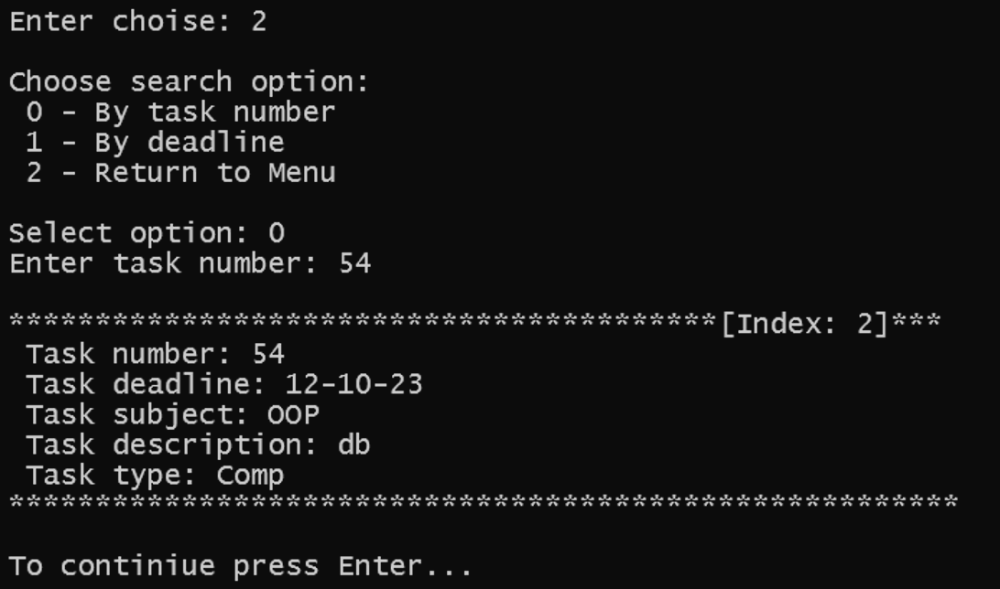 Enter choise: 2
Choose search option:
0 - By task number
1 - By deadline
2 - Return to Menu
Select option: 0
Enter task number: 54
*****************************************[Index: 2]***
Task number: 54
Task deadline: 12-10-23
Task subject: OOP
Task description: db
Task type: Comp
*******************************************************
To continiue press Enter...